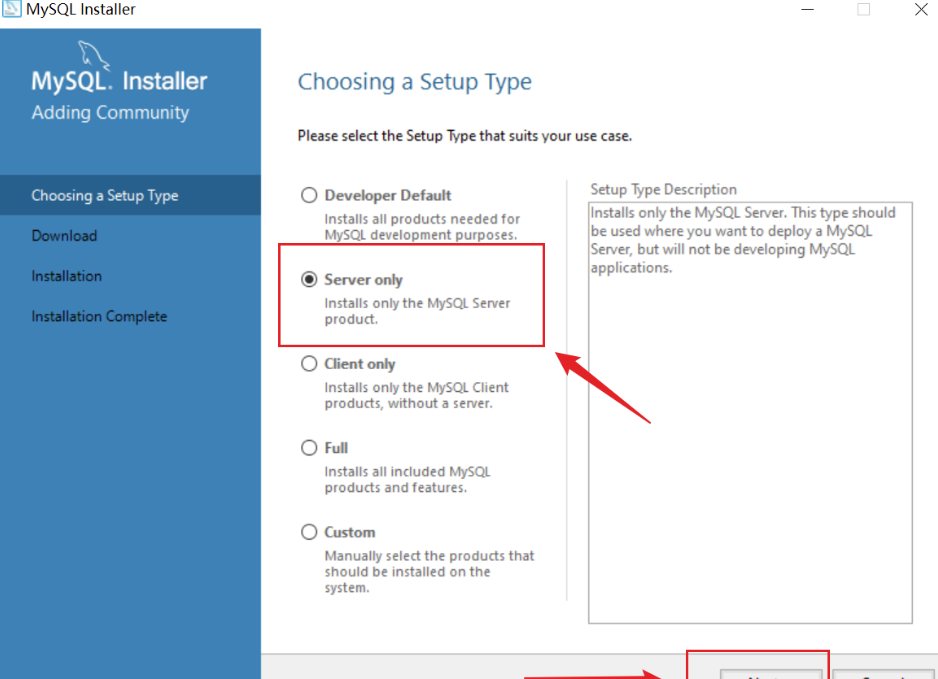 MySQL Installer
MySQL. Installer
Adding Community
Choosing a Setup Type
Download
Installation
Installation Complete
Choosing a Setup Type
Please select the Setup Type that suits your use case.
Developer Default
Installs all products needed for
MySQL development purposes.
Server only
Installs only the MySQL Server
product.
Client only
Installs only the MySQL Client
products, without a server.
Full
Installs all included MySQL
products and features.
Custom
Manually select the products that
should be installed on the
system.
Setup Type Description
Installs only the MySQL Server. This type should
be used where you want to deploy a MySQL
Server, but will not be developing MySQL
applications.